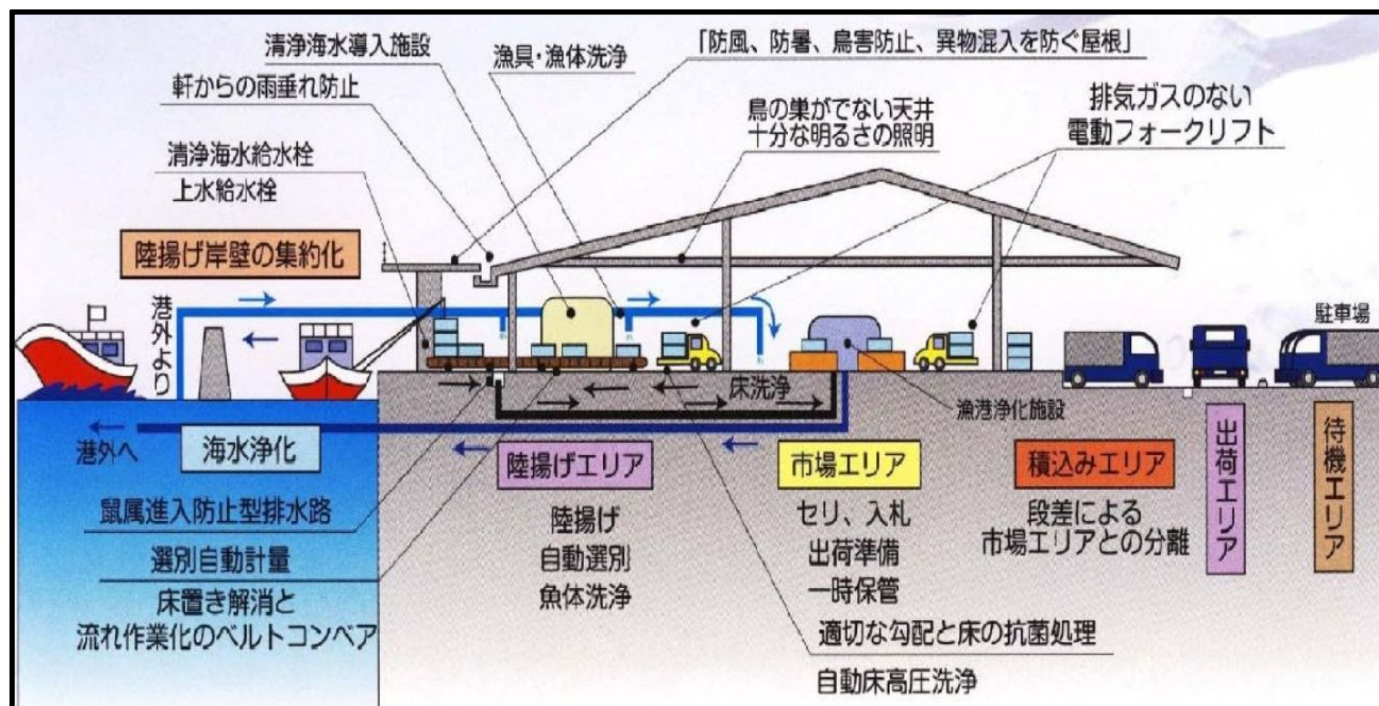 清浄海水導入施設
漁具・漁体洗浄
「防風、防暑、鳥害防止、異物混入を防ぐ屋根」
軒からの雨垂れ防止
鳥の巣がでない天井
十分な明るさの照明
排気ガスのない
電動フォークリフト
清浄海水給水栓
上水給水栓
陸揚げ岸壁の集約化
港外より
駐車場
床洗浄
漁港浄化施設
港外へ
海水浄化
陸揚げエリア
市場エリア
積込みエリア
出荷エリア
待機エリア
鼠属進入防止型排水路
選別自動計量
床置き解消と
流れ作業化のベルトコンベア
陸揚げ
自動選別
魚体洗浄
セリ、入札
出荷準備
一時保管
段差による
市場エリアとの分離
適切な勾配と床の抗菌処理
自動床高圧洗浄